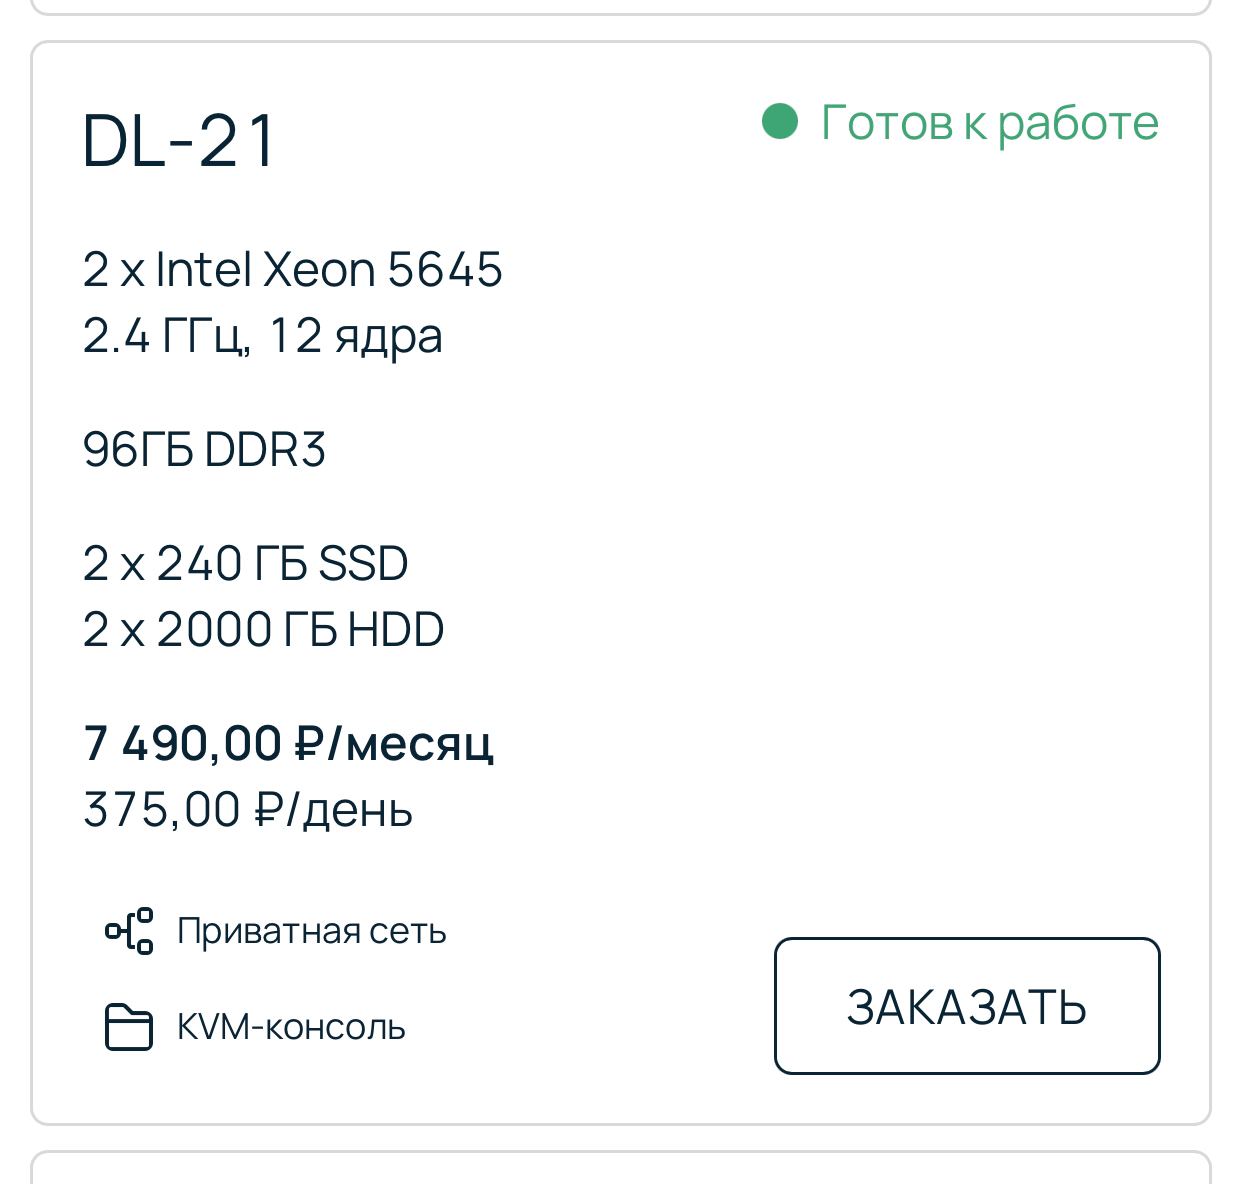 DL-21
Готов к работе
2 x Intel Xeon 5645
2.4 ГГц, 12 ядра
96ГБ DDR3
2 x 240 ГБ SSD
2 x 2000 ГБ HDD
7 490,00 ₽/месяц
375,00 ₽/день
Приватная сеть
KVM-консоль
ЗАКАЗАТЬ